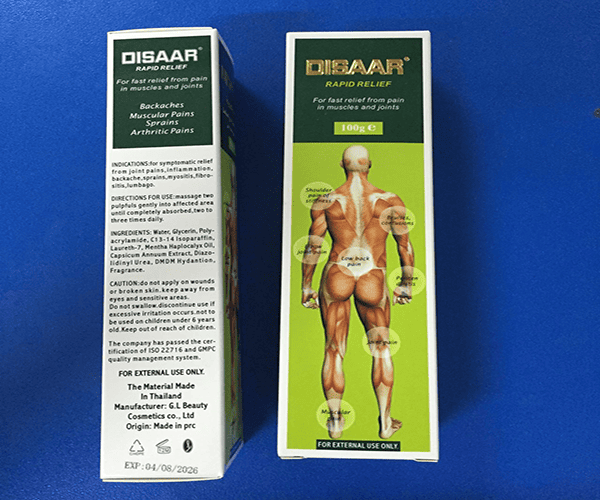 DISAAR®
RAPID RELIEF
For fast relief from pain
in muscles and joints
Backaches
Muscular Pains
Sprains
Arthritic Pains
INDICATIONS:for symptomatic relief
from joint pains,inflammation,
backache,sprains,myositis,fibro-
sitis,lumbago.
DIRECTIONS FOR USE:massage two
pulpfuls gently into affected area
until completely absorbed,two to
three times daily.
INGREDIENTS: Water, Glycerin, Poly-
acrylamide, C13-14 Isoparaffin,
Laureth-7, Mentha Haplocalyx Oil,
Capsicum Annuum Extract, Diazo-
lidinyl Urea, DMDM Hydantion,
Fragrance.
CAUTION:do not apply on wounds
or broken skin.keep away from
eyes and sensitive areas.
Do not swallow.discontinue use if
excessive irritation occurs.not to
be used on children under 6 years
old.Keep out of reach of children.
The company has passed the cer-
tification of ISO 22716 and GMPC
quality management system.
FOR EXTERNAL USE ONLY.
The Material Made
In Thailand
Manufacturer: G.L Beauty
Cosmetics co., Ltd
Origin: Made in prc
EXP:04/08/2026
DISAAR®
RAPID RELIEF
For fast relief from pain
in muscles and joints
100g ℮
Shoulder
pain of
stiffness
Bruises,
contusions
joint pain
Low back
pain
Joint pain
Muscular
FOR EXTERNAL USE ONLY